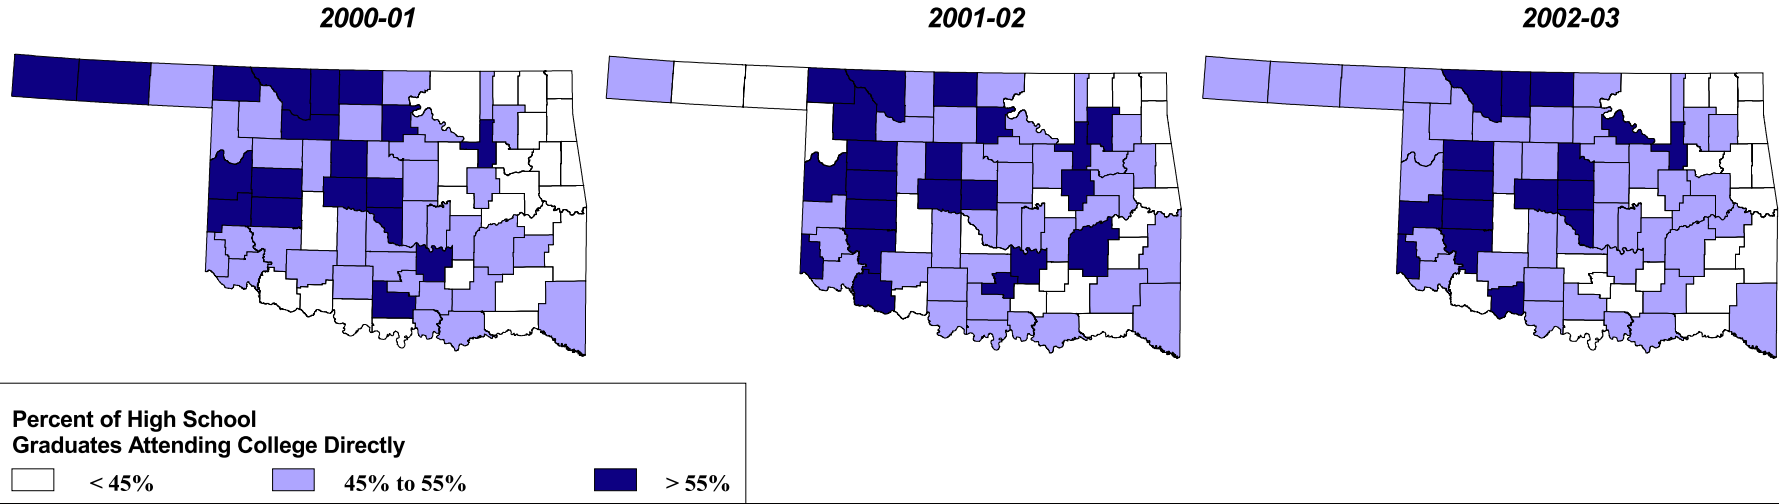 2000-01 2001-02 2002-03
Percent of High School
Graduates Attending College Directly
< 45% 45% to 55% > 55%